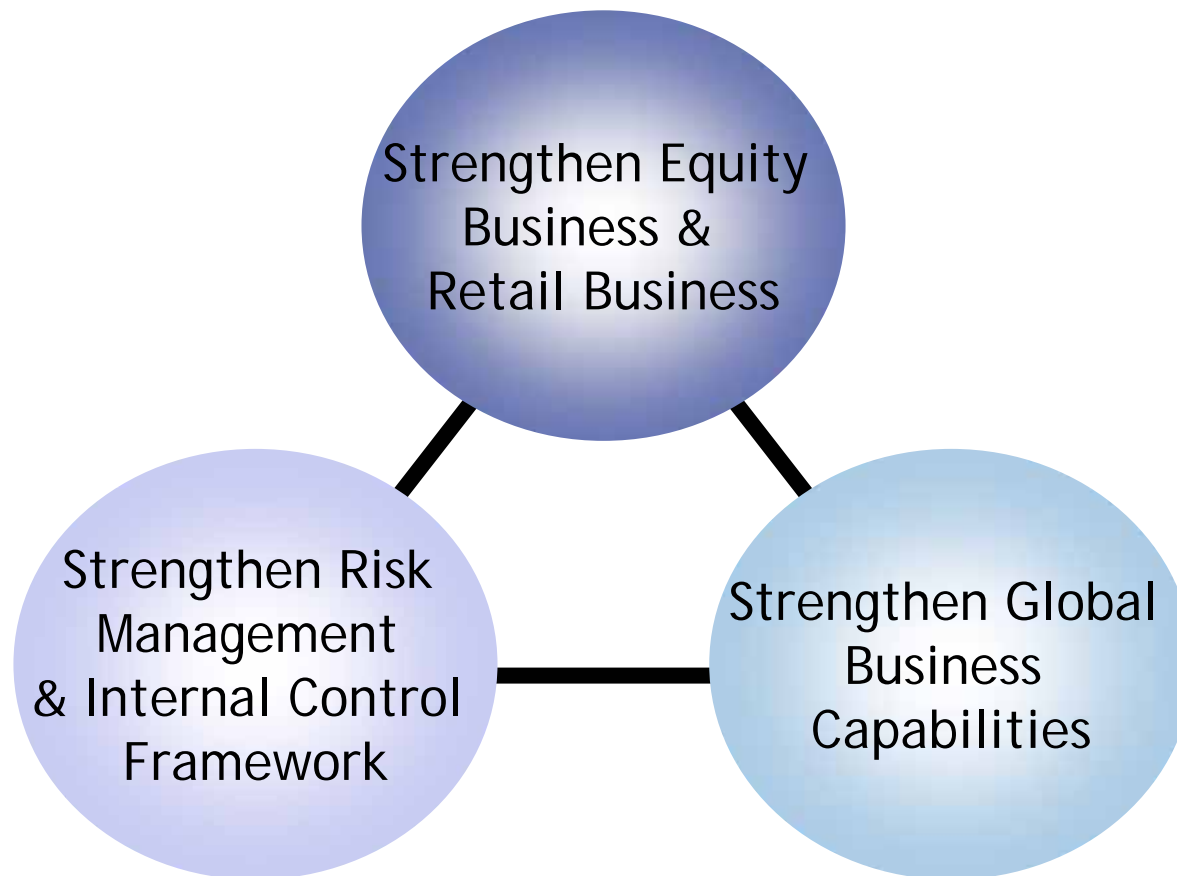 Strengthen Equity
Business &
Retail Business
Strengthen Risk
Management
& Internal Control
Framework
Strengthen Global
Business
Capabilities